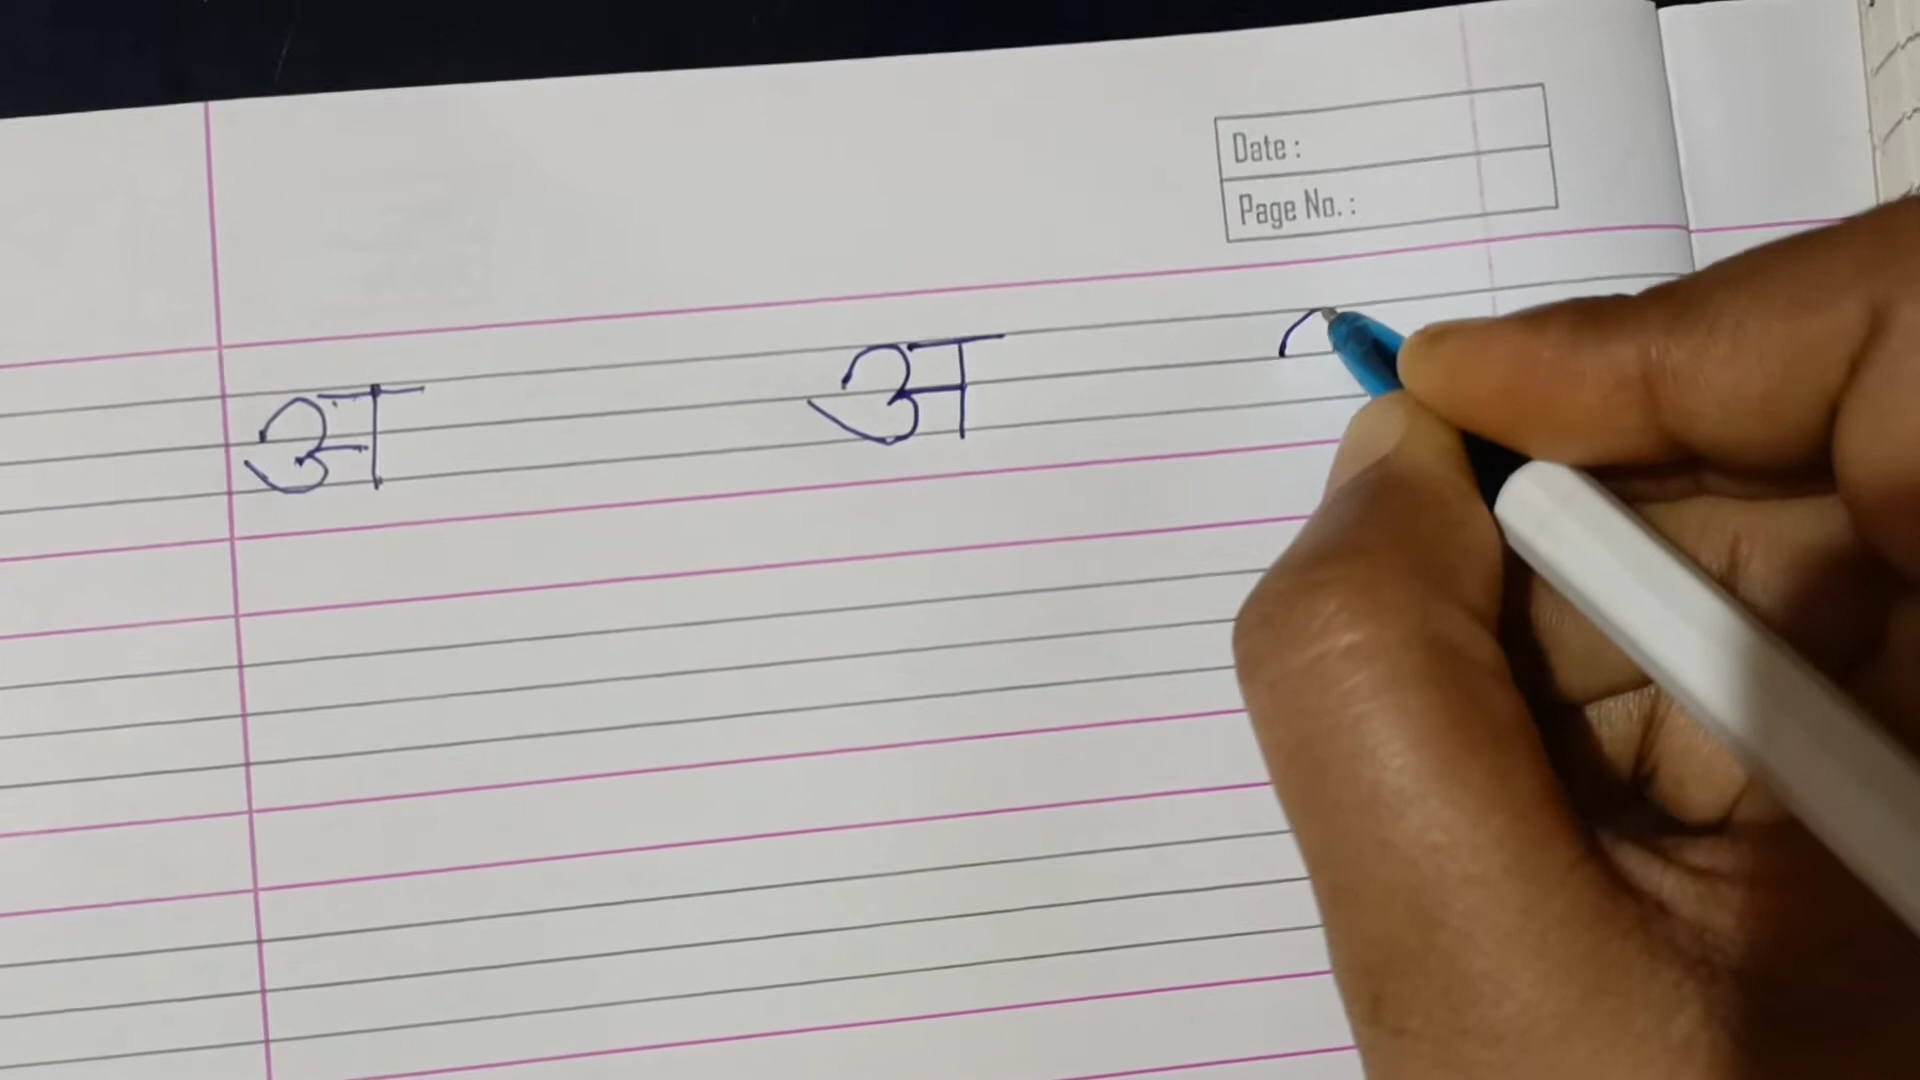 Date :
Page No. :
अ अ